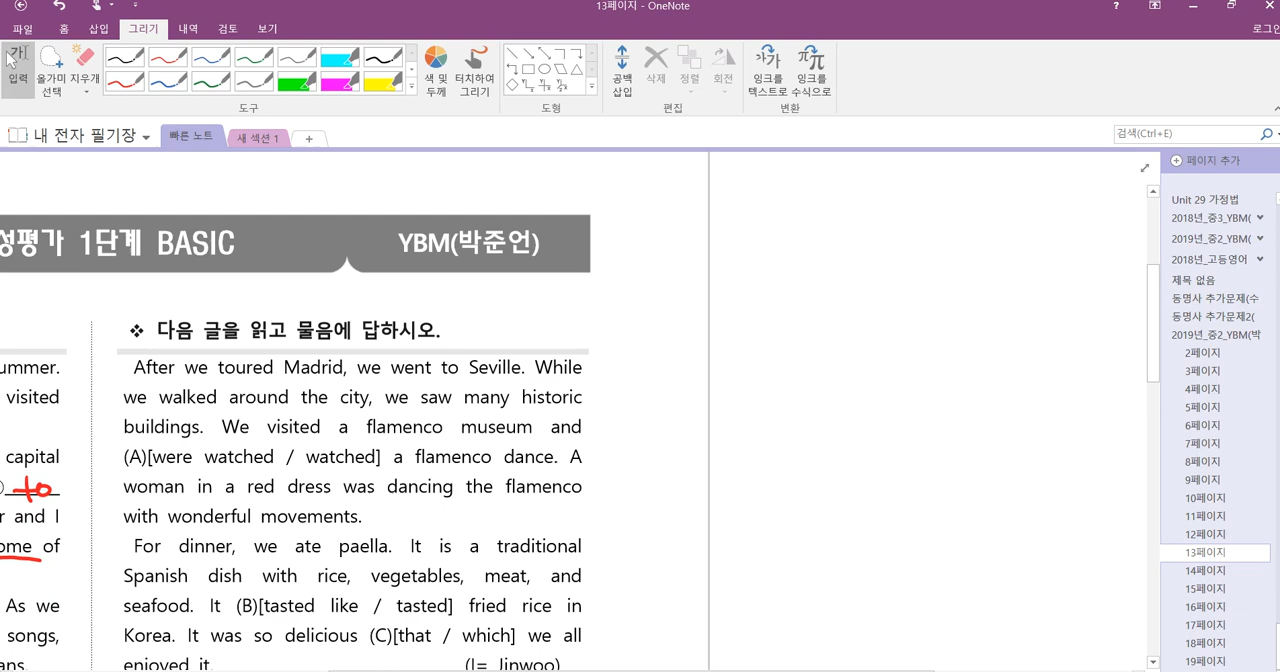 13페이지 - OneNote
?
파일 홈 삽입 그리기 내역 검토 보기
로그인
가 입력
올가미 선택
지우개
색 및 두께
터치하여 그리기
공백 삽입
삭제
정렬
회전
잉크를 텍스트로
잉크를 수식으로
도구
도형
편집
변환
내 전자 필기장
빠른 노트
새 섹션 1
+
검색(Ctrl+E)
페이지 추가
Unit 29 가정법
2018년_중3_YBM(
2019년_중2_YBM(
2018년_고등영어
제목 없음
동명사 추가문제(수
동명사 추가문제2(
2019년_중2_YBM(박
2페이지
3페이지
4페이지
5페이지
6페이지
7페이지
8페이지
9페이지
10페이지
11페이지
12페이지
13페이지
14페이지
15페이지
16페이지
17페이지
18페이지
19페이지
성평가 1단계 BASIC
YBM(박준언)
ummer.
visited
capital
) to
r and I
ome of
As we
songs,
ans.
❖ 다음 글을 읽고 물음에 답하시오.
After we toured Madrid, we went to Seville. While
we walked around the city, we saw many historic
buildings. We visited a flamenco museum and
(A)[were watched / watched] a flamenco dance. A
woman in a red dress was dancing the flamenco
with wonderful movements.
For dinner, we ate paella. It is a traditional
Spanish dish with rice, vegetables, meat, and
seafood. It (B)[tasted like / tasted] fried rice in
Korea. It was so delicious (C)[that / which] we all
enjoyed it. (I= Jinwoo)